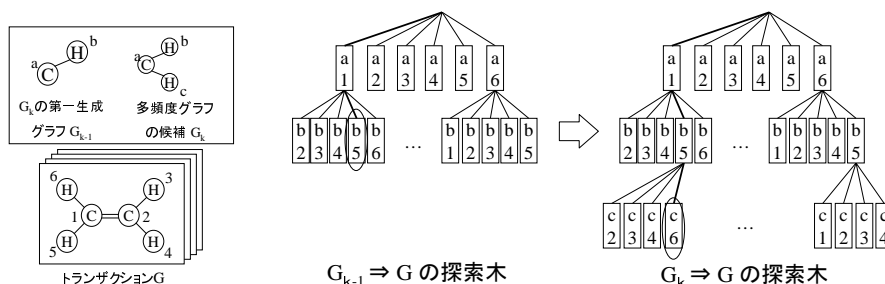 H b
a C
H b
a C
H c
G_kの第一生成
グラフ G_{k-1}
多頻度グラフ
の候補 G_k
6 H
H 3
1 C C 2
H 5
H 4
トランザクションG
a 1
a 2
a 3
a 4
a 5
a 6
b 2
b 3
b 4
b 5
b 6
…
b 1
b 2
b 3
b 4
b 5
G_{k-1} ⇒ G の探索木
a 1
a 2
a 3
a 4
a 5
a 6
b 2
b 3
b 4
b 5
b 6
…
b 1
b 2
b 3
b 4
b 5
c 2
c 3
c 4
c 6
…
c 1
c 2
c 3
c 4
G_k ⇒ G の探索木